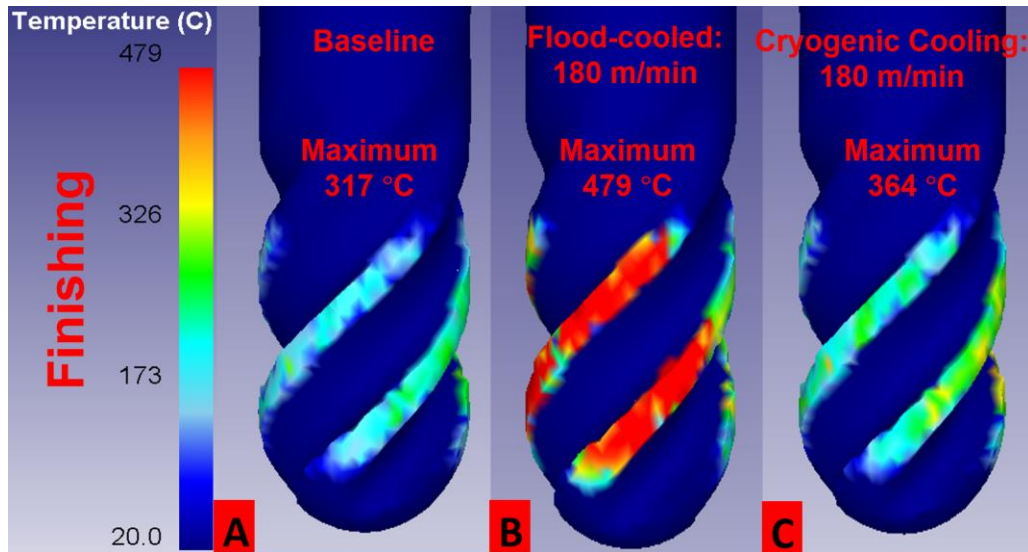 Temperature (C)
479
326
173
20.0
Finishing
Baseline
Maximum
317 °C
A
Flood-cooled:
180 m/min
Maximum
479 °C
B
Cryogenic Cooling:
180 m/min
Maximum
364 °C
C